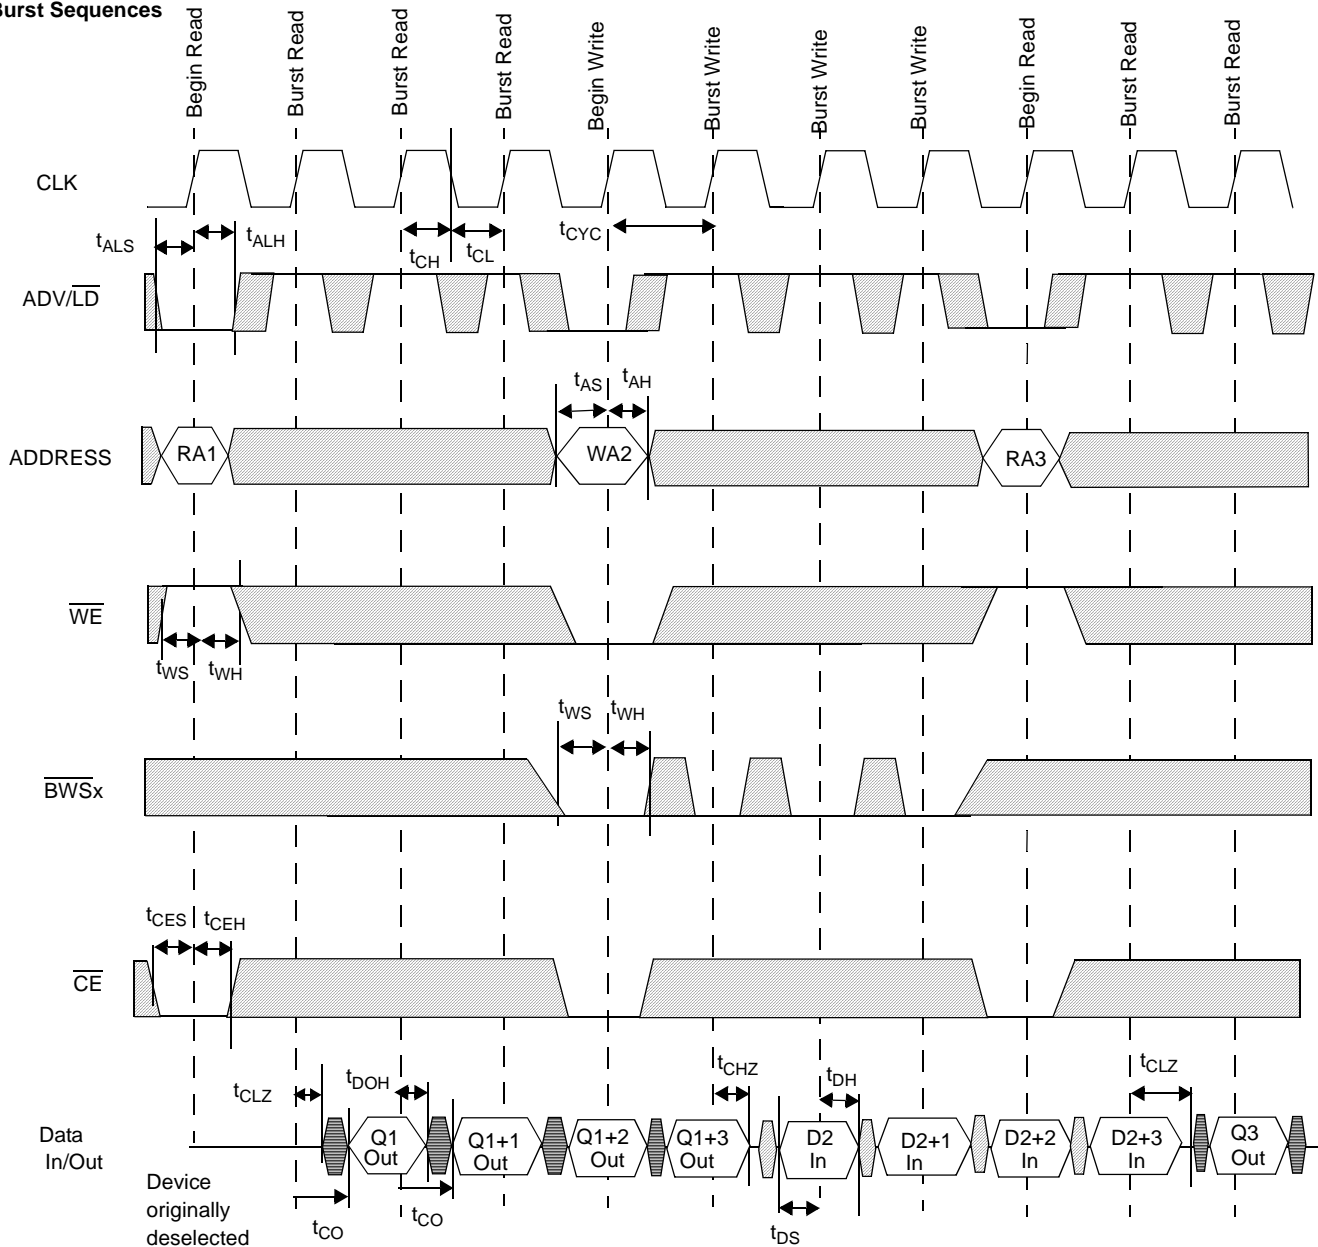 Burst Sequences
Begin Read
Burst Read
Burst Read
Burst Read
Begin Write
Burst Write
Burst Write
Burst Write
Begin Read
Burst Read
Burst Read
CLK
tALS
tALH
tCH
tCL
tCYC
ADV/LD
tAS
tAH
ADDRESS
RA1
WA2
RA3
WE
tWS
tWH
tWS
tWH
BWSx
tCES
tCEH
CE
tCLZ
tDOH
tCHZ
tDH
tCLZ
Data
In/Out
Q1
Out
Q1+1
Out
Q1+2
Out
Q1+3
Out
D2
In
D2+1
In
D2+2
In
D2+3
In
Q3
Out
Device
originally
deselected
tCO
tCO
tDS